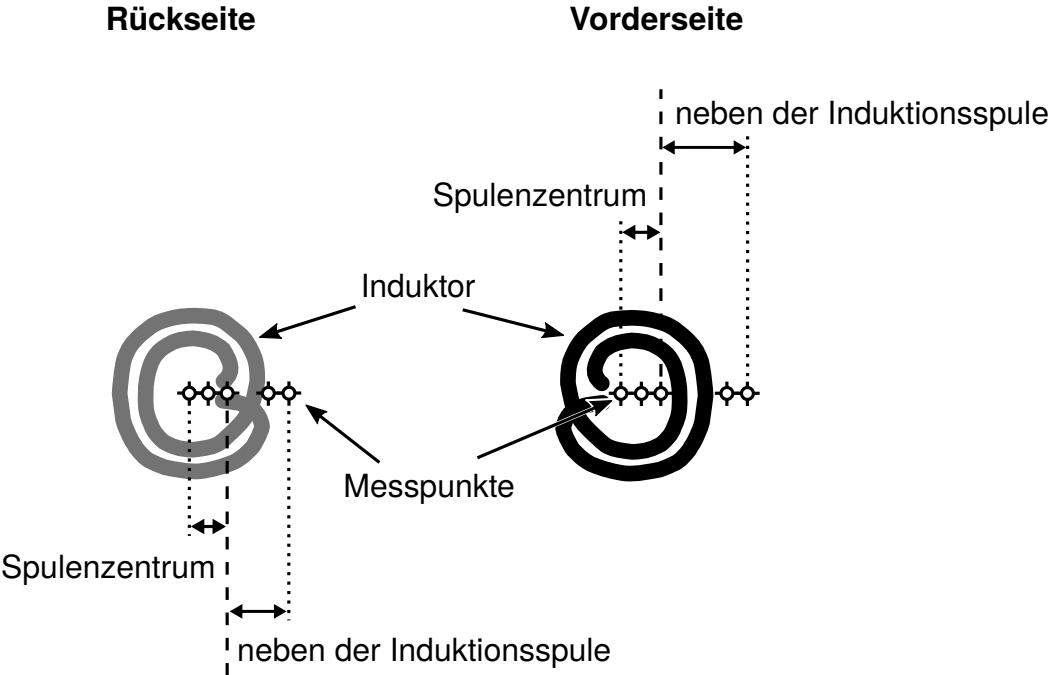 Rückseite
Vorderseite
neben der Induktionsspule
Spulenzentrum
Induktor
Messpunkte
Spulenzentrum
neben der Induktionsspule